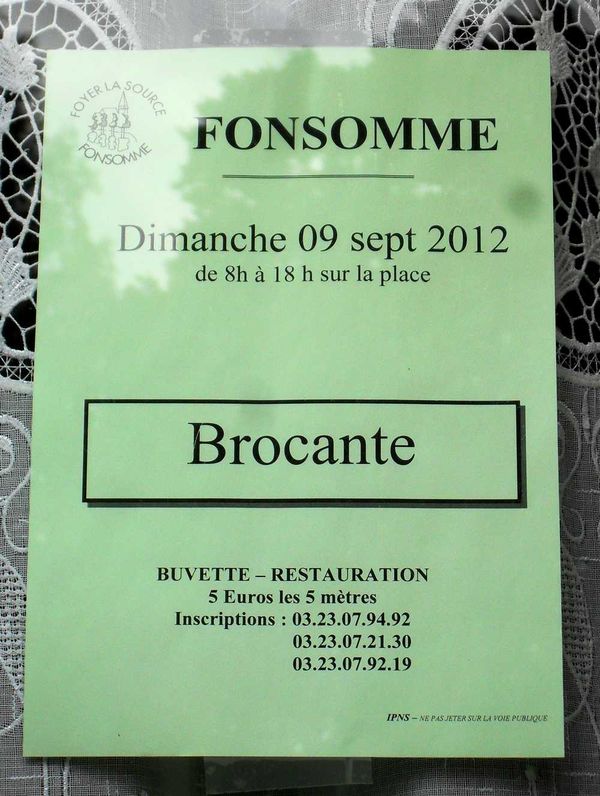 FOYER LA SOURCE
FONSOMME
FONSOMME
Dimanche 09 sept 2012
de 8h à 18 h sur la place
Brocante
BUVETTE – RESTAURATION
5 Euros les 5 mètres
Inscriptions : 03.23.07.94.92
03.23.07.21.30
03.23.07.92.19
IPNS – NE PAS JETER SUR LA VOIE PUBLIQUE